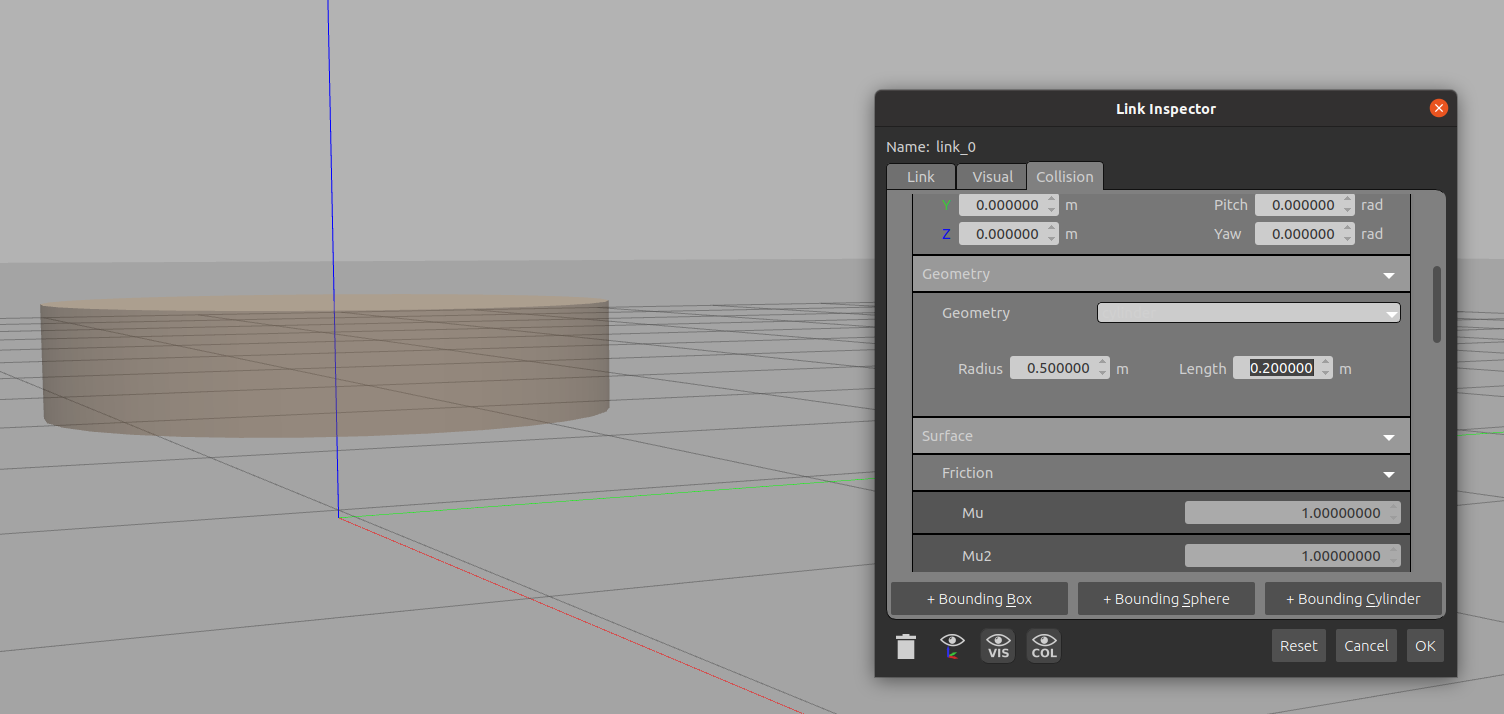 Link Inspector
Name: link_0
Link Visual Collision
Y 0.000000 m Pitch 0.000000 rad
Z 0.000000 m Yaw 0.000000 rad
Geometry
Geometry
Radius 0.500000 m Length 0.200000 m
Surface
Friction
Mu 1.00000000
Mu2 1.00000000
+ Bounding Box + Bounding Sphere + Bounding Cylinder
VIS COL Reset Cancel OK